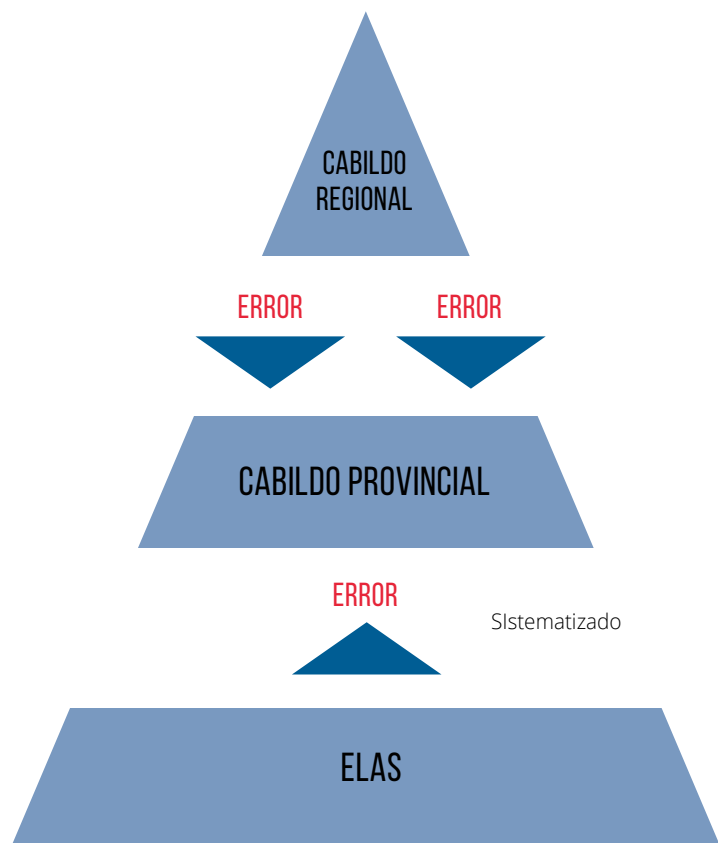 CABILDO
REGIONAL
ERROR ERROR
CABILDO PROVINCIAL
ERROR
SIstematizado
ELAS